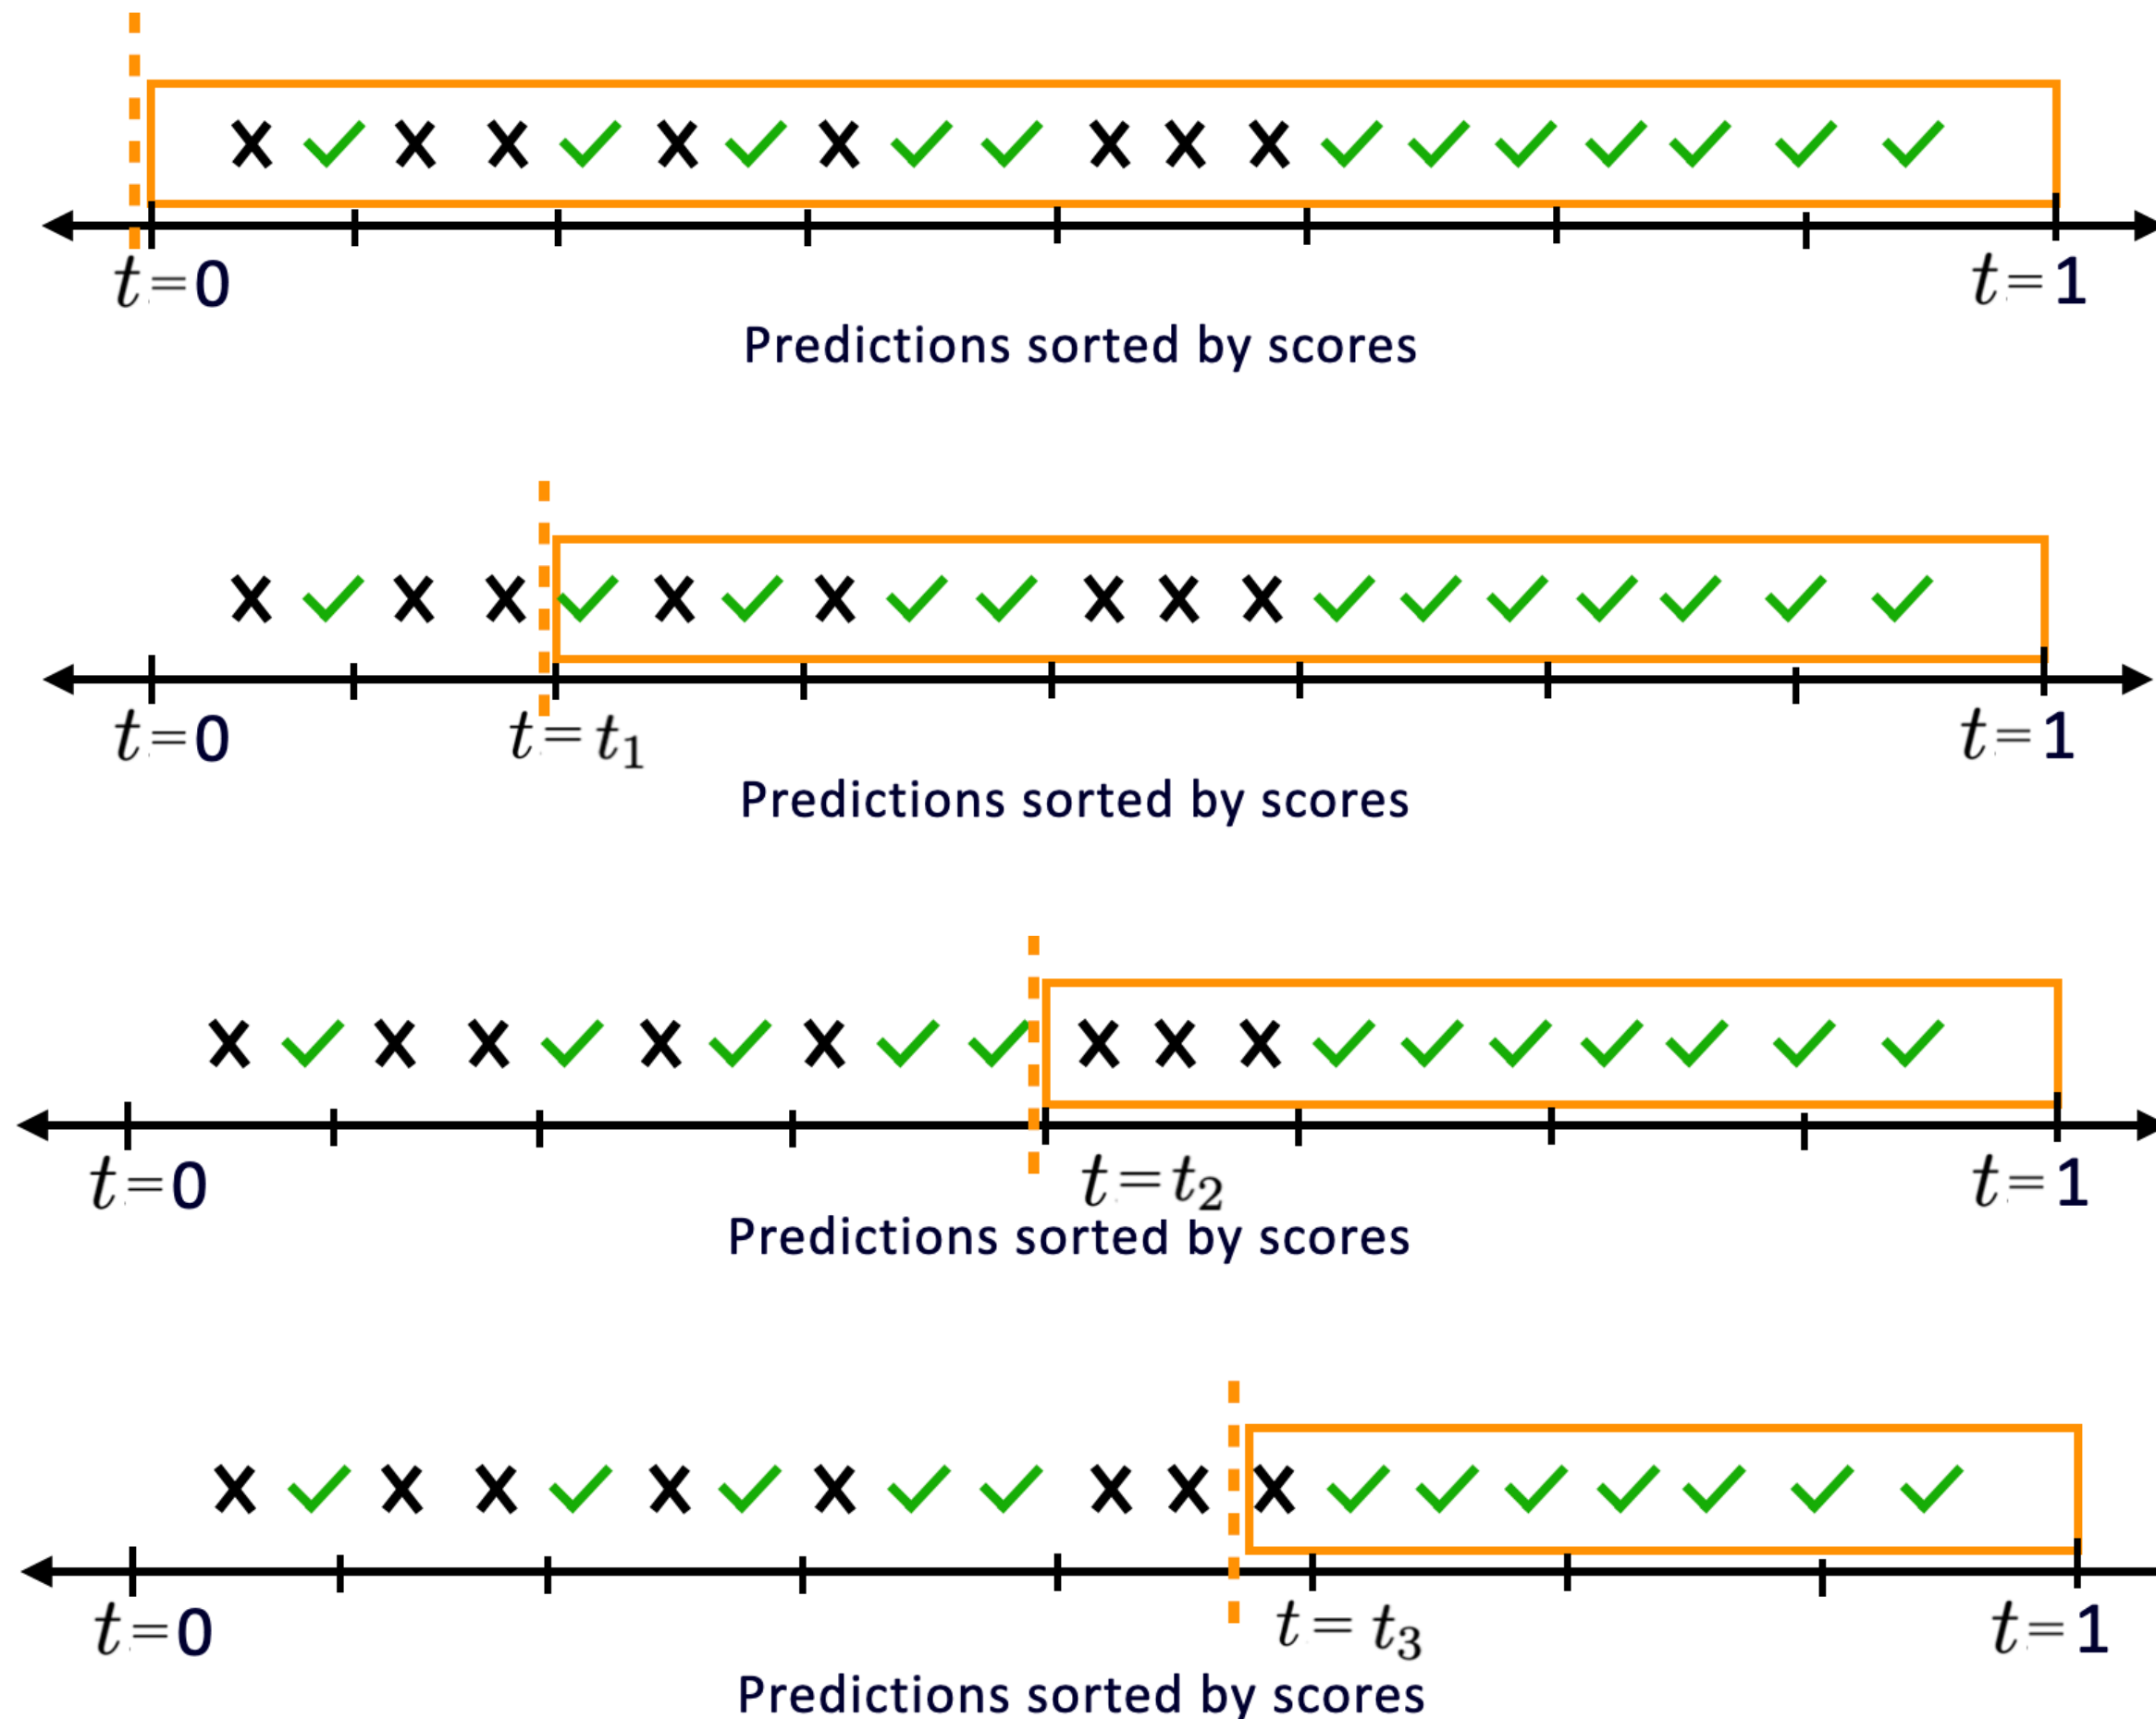 t=0 t=1
Predictions sorted by scores
t=0 t=t₁ t=1
Predictions sorted by scores
t=0 t=t₂ t=1
Predictions sorted by scores
t=0 t=t₃ t=1
Predictions sorted by scores